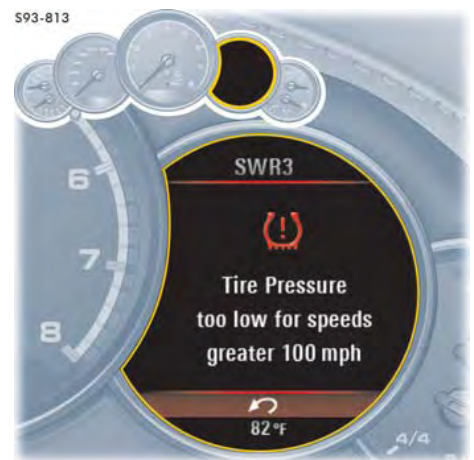 S93-813
SWR3
6
7
8
Tire Pressure
too low for speeds
greater 100 mph
82 °F
4/4